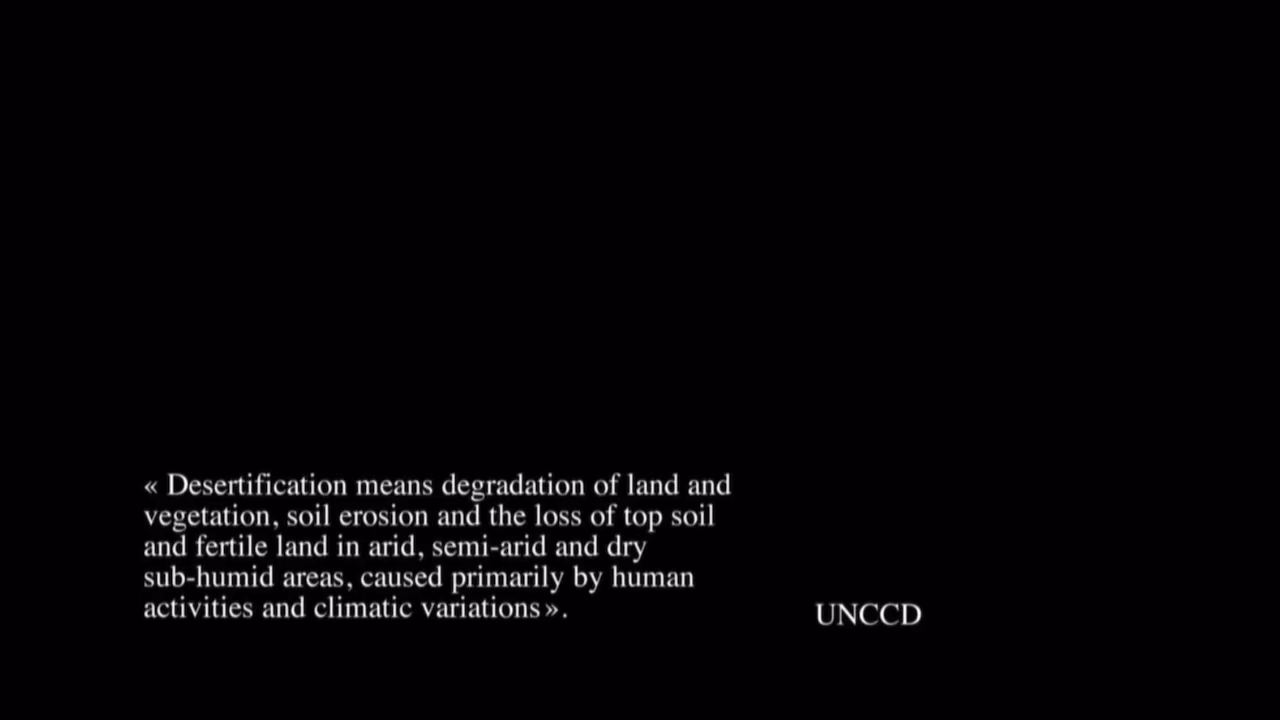 « Desertification means degradation of land and
vegetation, soil erosion and the loss of top soil
and fertile land in arid, semi-arid and dry
sub-humid areas, caused primarily by human
activities and climatic variations».
UNCCD